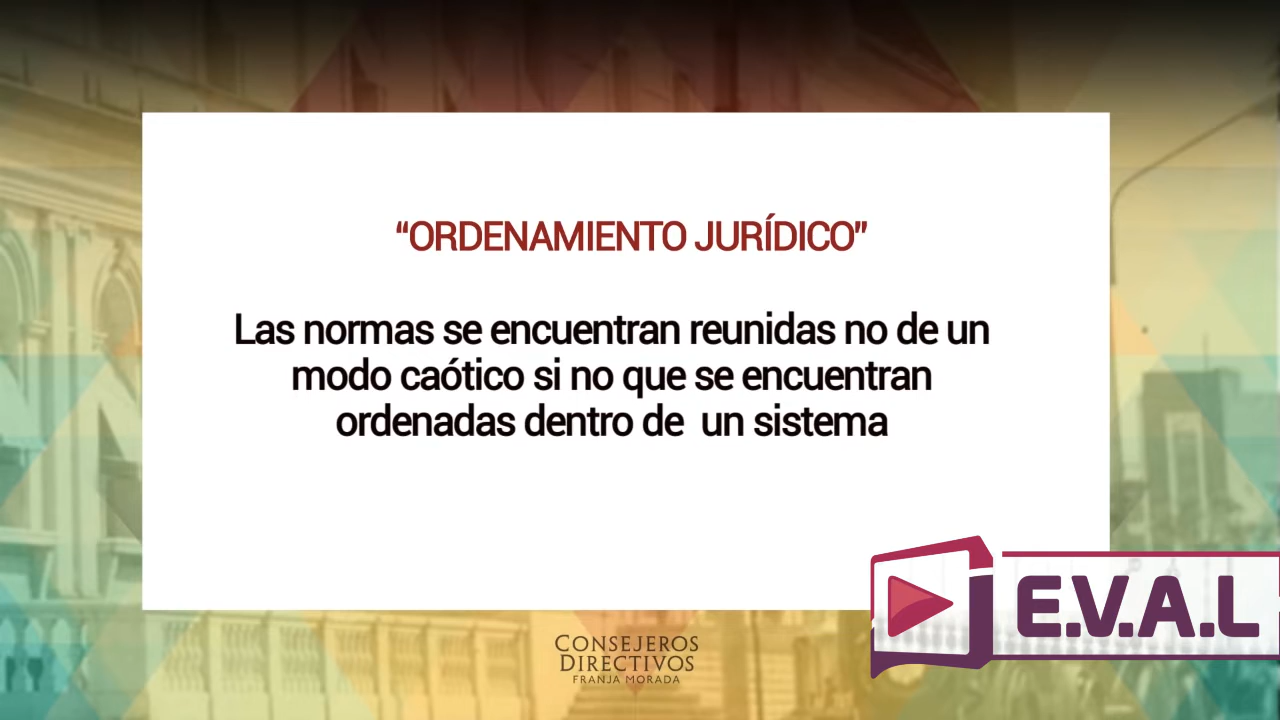 “ORDENAMIENTO JURÍDICO”
Las normas se encuentran reunidas no de un
modo caótico si no que se encuentran
ordenadas dentro de un sistema
CONSEJEROS
DIRECTIVOS
FRANJA MORADA
E.V.A.L